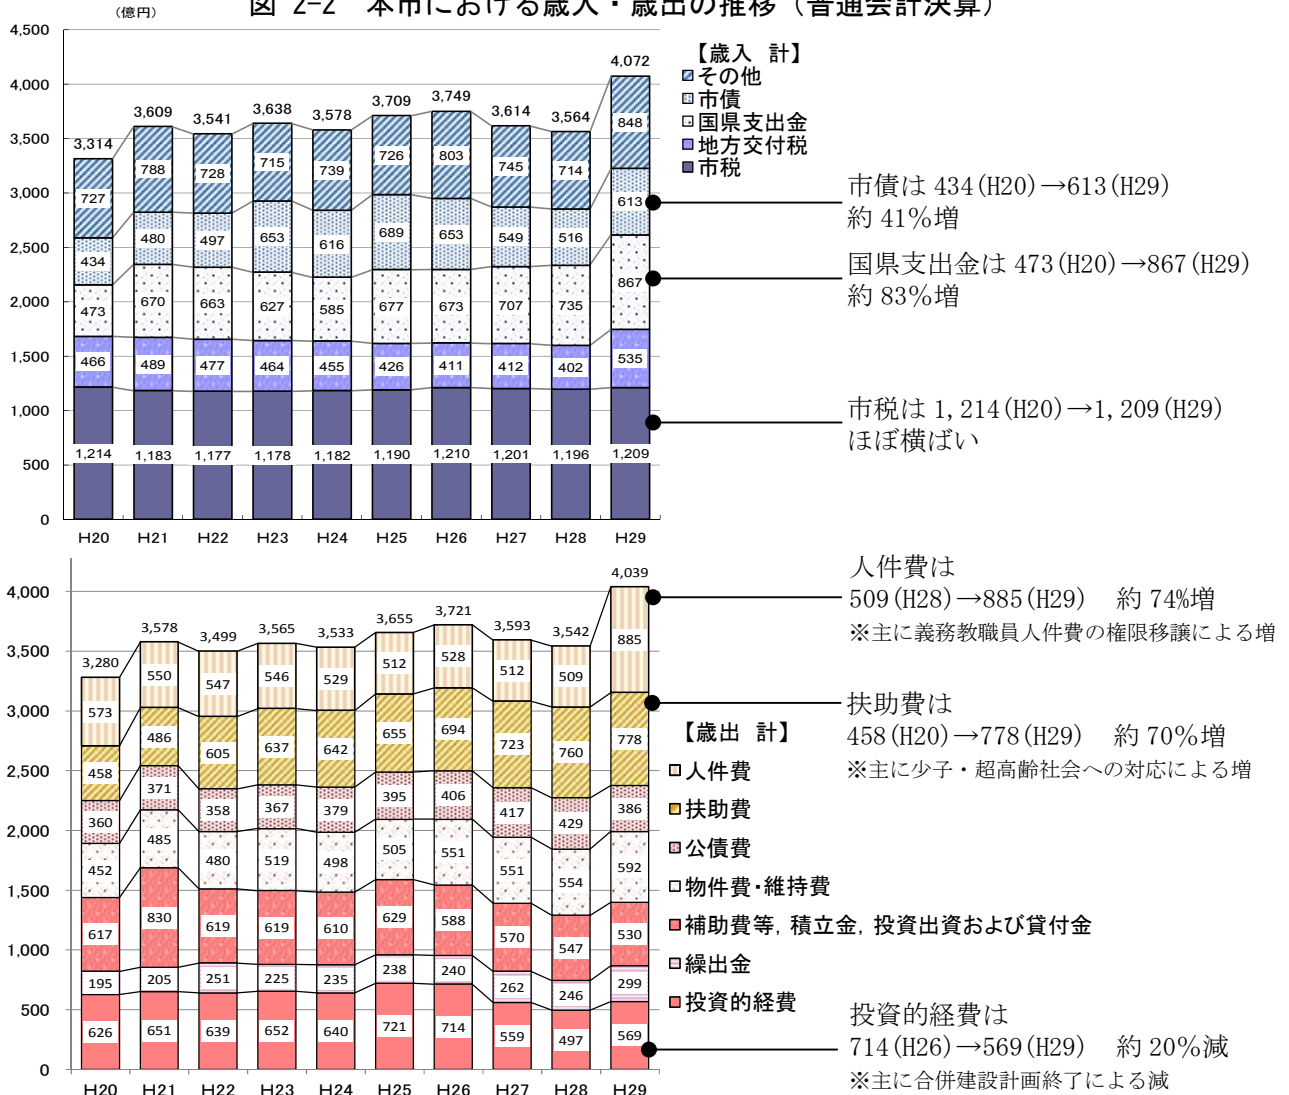 図 2-2 本市における歳入・歳出の推移（普通会計決算）
（億円）
4,500
4,000
3,500
3,000
2,500
2,000
1,500
1,000
500
0
3,314 3,609 3,541 3,638 3,578 3,709 3,749 3,614 3,564 4,072
727 788 728 715 739 726 803 745 714 848
434 480 497 653 616 689 653 549 516 613
473 670 663 627 585 677 673 707 735 867
466 489 477 464 455 426 411 412 402 535
1,214 1,183 1,177 1,178 1,182 1,190 1,210 1,201 1,196 1,209
H20 H21 H22 H23 H24 H25 H26 H27 H28 H29
【歳入 計】
その他
市債
国県支出金
地方交付税
市税
市債は 434(H20)→613(H29)
約 41％増
国県支出金は 473(H20)→867(H29)
約 83％増
市税は 1,214(H20)→1,209(H29)
ほぼ横ばい
4,000
3,500
3,000
2,500
2,000
1,500
1,000
500
0
3,280 3,578 3,499 3,565 3,533 3,655 3,721 3,593 3,542 4,039
573 550 547 546 529 512 528 512 509 885
458 486 605 637 642 655 694 723 760 778
360 371 358 367 379 395 406 417 429 386
452 485 480 519 498 505 551 551 554 592
617 830 619 619 610 629 588 570 547 530
195 205 251 225 235 238 240 262 246 299
626 651 639 652 640 721 714 559 497 569
H20 H21 H22 H23 H24 H25 H26 H27 H28 H29
【歳出 計】
人件費
扶助費
公債費
物件費・維持費
補助費等，積立金，投資出資および貸付金
繰出金
投資的経費
人件費は
509(H28)→885(H29) 約 74%増
※主に義務教職員人件費の権限移譲による増
扶助費は
458(H20)→778(H29) 約 70％増
※主に少子・超高齢社会への対応による増
投資的経費は
714(H26)→569(H29) 約 20％減
※主に合併建設計画終了による減